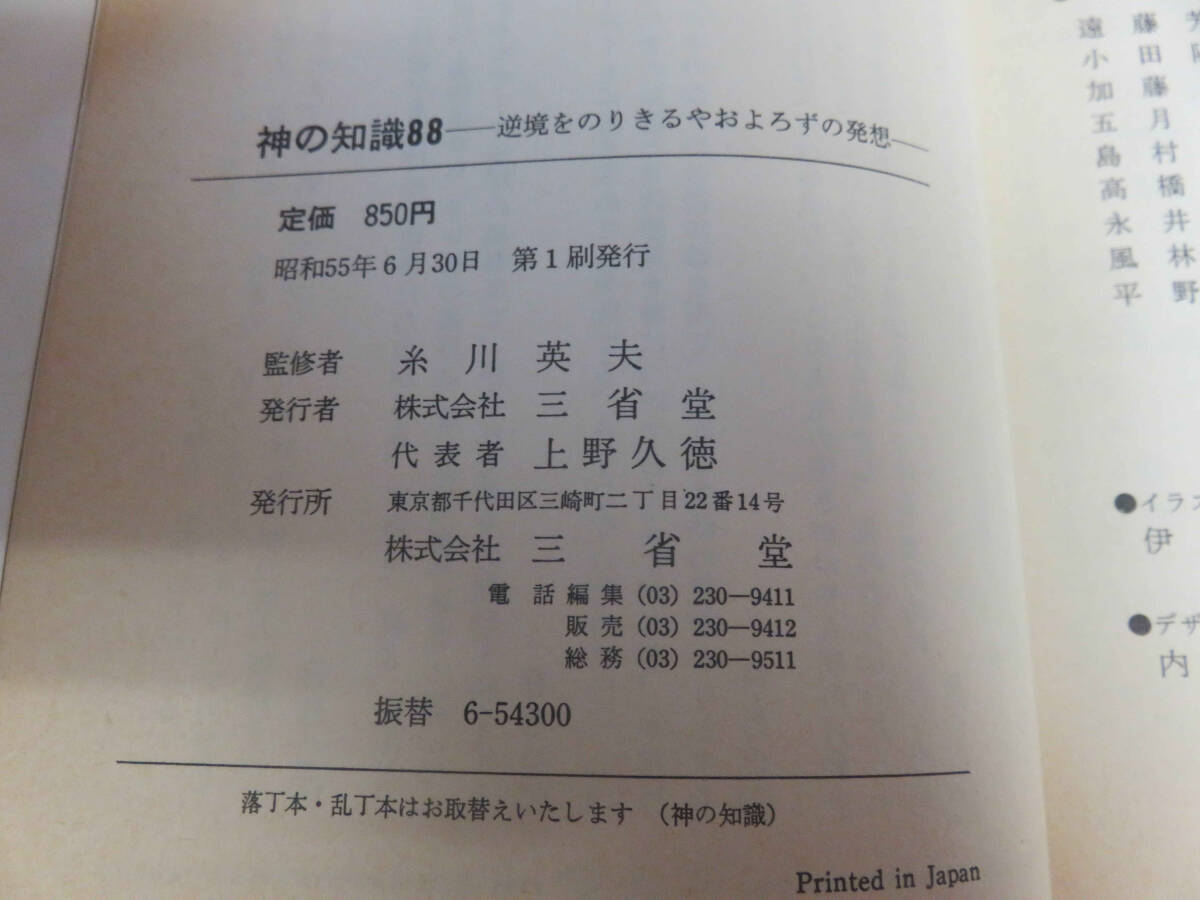 神の知識88――逆境をのりきるやおよろずの発想――
定価 850円
昭和55年6月30日 第1刷発行
監修者 糸川英夫
発行者 株式会社 三省堂
代表者 上野久徳
発行所 東京都千代田区三崎町二丁目22番14号
株式会社 三省堂
電話編集 (03) 230―9411
販売 (03) 230―9412
総務 (03) 230―9511
振替 6-54300
落丁本・乱丁本はお取替えいたします (神の知識)
Printed in Japan
遠藤
小田
加藤
五月
島村
高橋
永井
風林
平野
●イラス
伊
●デザ
内